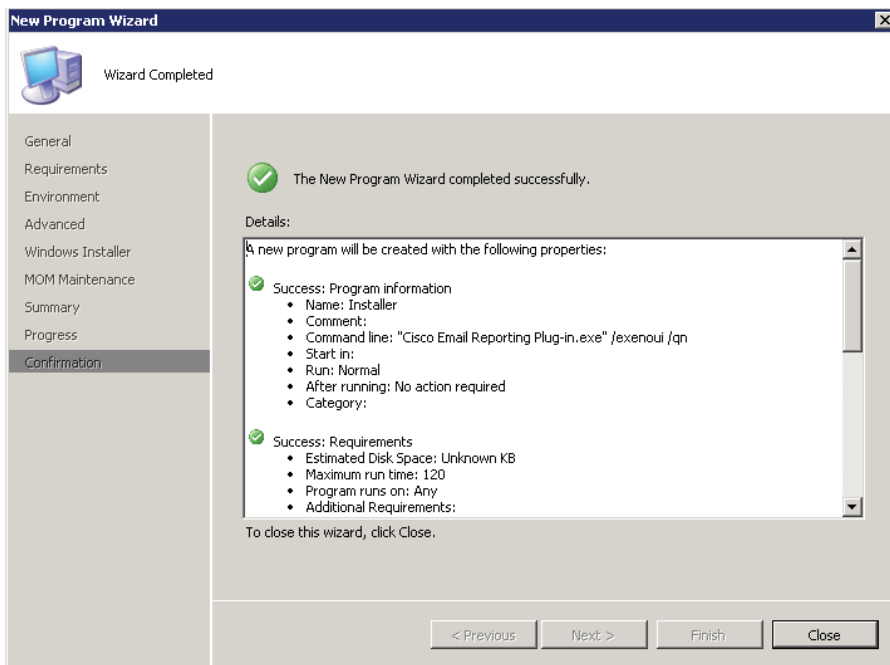 New Program Wizard
Wizard Completed
General
Requirements
Environment
Advanced
Windows Installer
MOM Maintenance
Summary
Progress
Confirmation
The New Program Wizard completed successfully.
Details:
A new program will be created with the following properties:
Success: Program information
• Name: Installer
• Comment:
• Command line: "Cisco Email Reporting Plug-in.exe" /exenoui /qn
• Start in:
• Run: Normal
• After running: No action required
• Category:
Success: Requirements
• Estimated Disk Space: Unknown KB
• Maximum run time: 120
• Program runs on: Any
• Additional Requirements:
To close this wizard, click Close.
< Previous
Next >
Finish
Close